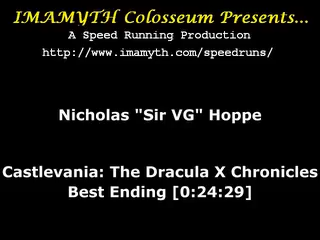 IMAMYTH Colosseum Presents...
A Speed Running Production
http://www.imamyth.com/speedruns/
Nicholas "Sir VG" Hoppe
Castlevania: The Dracula X Chronicles
Best Ending [0:24:29]